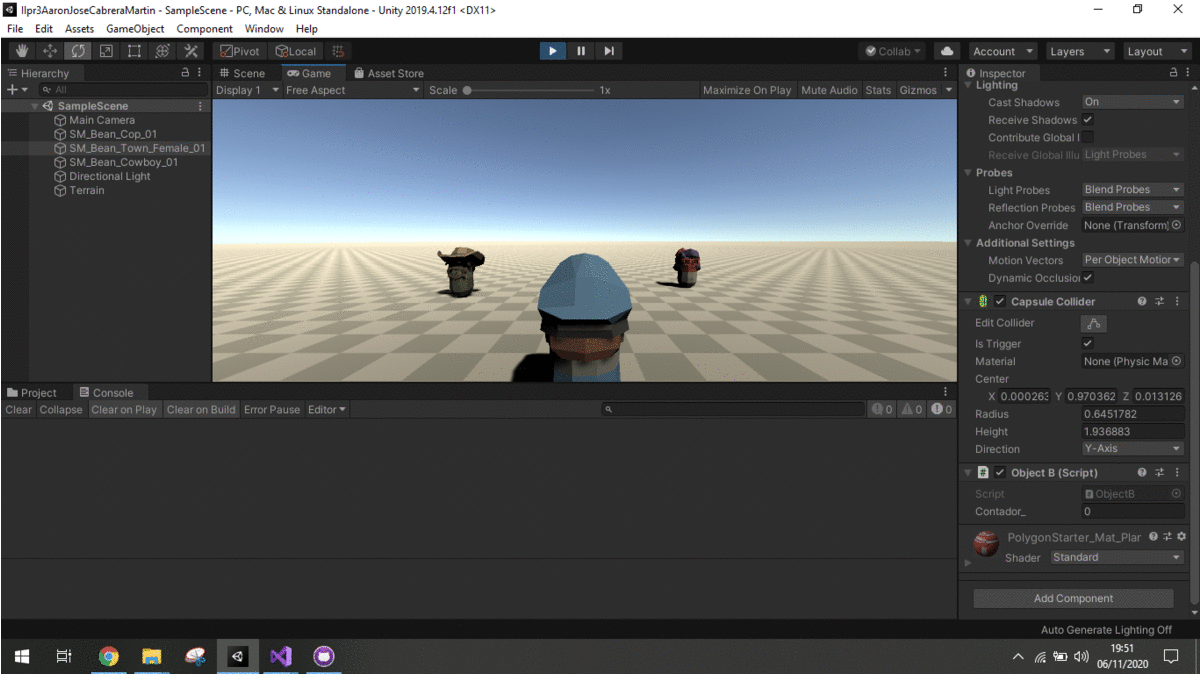 IIpr3AaronJoseCabreraMartin - SampleScene - PC, Mac & Linux Standalone - Unity 2019.4.12f1 <DX11>
File Edit Assets GameObject Component Window Help
Pivot Local Collab Account Layers Layout
Hierarchy
All
SampleScene
Main Camera
SM_Bean_Cop_01
SM_Bean_Town_Female_01
SM_Bean_Cowboy_01
Directional Light
Terrain
Scene Game Asset Store
Display 1 Free Aspect Scale 1x Maximize On Play Mute Audio Stats Gizmos
Project Console
Clear Collapse Clear on Play Clear on Build Error Pause Editor 0 0 0
Inspector
Lighting
Cast Shadows On
Receive Shadows
Contribute Global I
Receive Global Illu Light Probes
Probes
Light Probes Blend Probes
Reflection Probes Blend Probes
Anchor Override None (Transform)
Additional Settings
Motion Vectors Per Object Motion
Dynamic Occlusion
Capsule Collider
Edit Collider
Is Trigger
Material None (Physic Ma
Center
X 0.000263 Y 0.970362 Z 0.013126
Radius 0.6451782
Height 1.936883
Direction Y-Axis
Object B (Script)
Script ObjectB
Contador_ 0
PolygonStarter_Mat_Plar
Shader Standard
Add Component
Auto Generate Lighting Off
19:51
06/11/2020